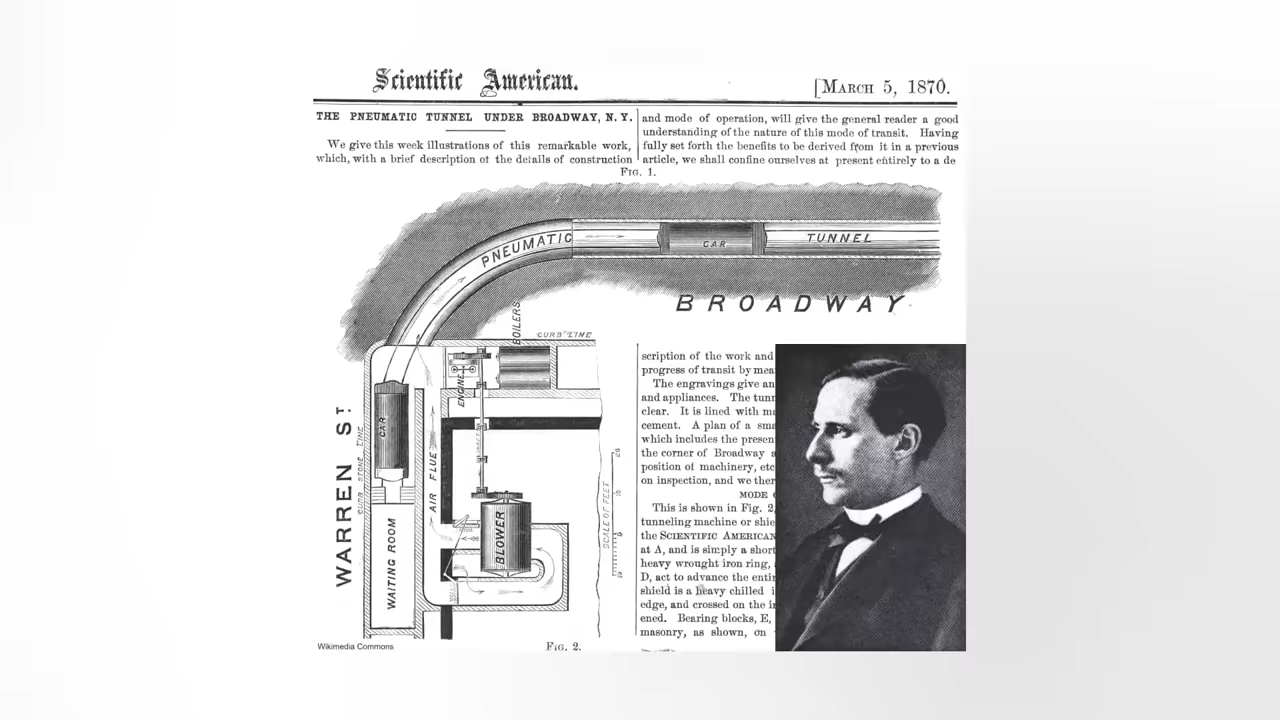 Scientific American.
[MARCH 5, 1870.
THE PNEUMATIC TUNNEL UNDER BROADWAY, N. Y.
We give this week illustrations of this remarkable work,
which, with a brief description of the details of construction
and mode of operation, will give the general reader a good
understanding of the nature of this mode of transit. Having
fully set forth the benefits to be derived from it in a previous
article, we shall confine ourselves at present entirely to a de
FIG. 1.
PNEUMATIC
CAR
TUNNEL
BROADWAY
BOILERS
CURB LINE
ENGINE
CAR
WARREN ST
CURB STONE LINE
AIR FLUE
WAITING ROOM
BLOWER
SCALE OF FEET
scription of the work and
progress of transit by mea
The engravings give an
and appliances. The tunn
clear. It is lined with ma
cement. A plan of a sma
which includes the presen
the corner of Broadway a
position of machinery, etc
on inspection, and we ther
MODE
This is shown in Fig. 2,
tunneling machine or shie
the SCIENTIFIC AMERICAN
at A, and is simply a short
heavy wrought iron ring,
D, act to advance the entir
shield is a heavy chilled i
edge, and crossed on the in
ened. Bearing blocks, E,
masonry, as shown, on
Wikimedia Commons
FIG. 2.